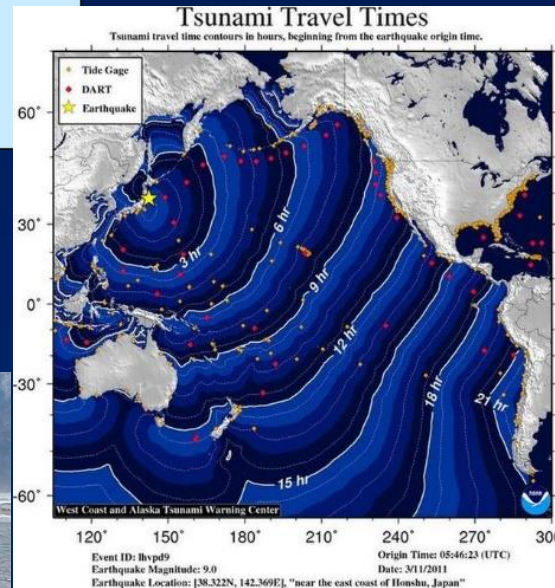 Tsunami Travel Times
Tsunami travel time contours in hours, beginning from the earthquake origin time.
Tide Gage
DART
Earthquake
60°
30°
0°
-30°
-60°
3 hr
6 hr
9 hr
12 hr
15 hr
18 hr
21 hr
West Coast and Alaska Tsunami Warning Center
120° 150° 180° 210° 240° 270° 300
Event ID: lhvpd9 Origin Time: 05:46:23 (UTC)
Earthquake Magnitude: 9.0 Date: 3/11/2011
Earthquake Location: [38.322N, 142.369E], "near the east coast of Honshu, Japan"